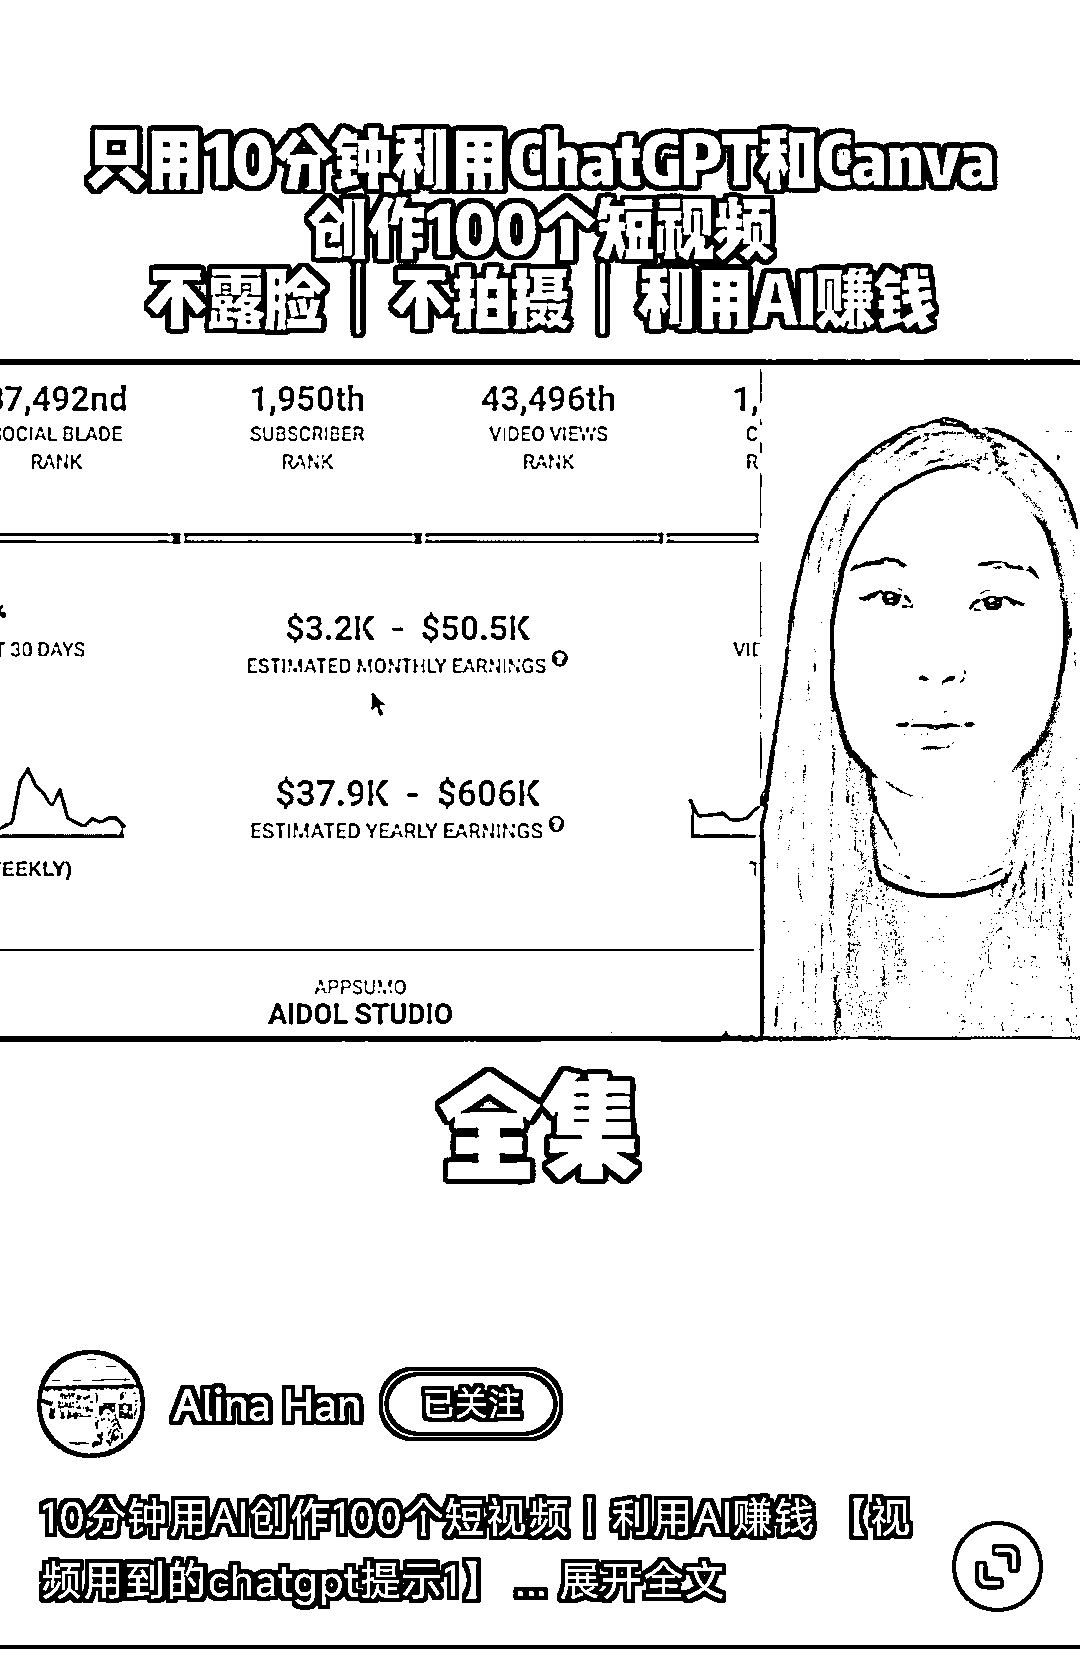 只用10分钟利用ChatGPT和Canva
创作100个短视频
不露脸｜不拍摄｜利用AI赚钱
37,492nd 1,950th 43,496th 1,
SOCIAL BLADE SUBSCRIBER VIDEO VIEWS C
RANK RANK RANK R
$3.2K - $50.5K
T 30 DAYS ESTIMATED MONTHLY EARNINGS VID
$37.9K - $606K
ESTIMATED YEARLY EARNINGS
EEKLY) T
APPSUMO
AIDOL STUDIO
全集
Alina Han 已关注
10分钟用AI创作100个短视频｜利用AI赚钱 【视
频用到的chatgpt提示1】 ... 展开全文